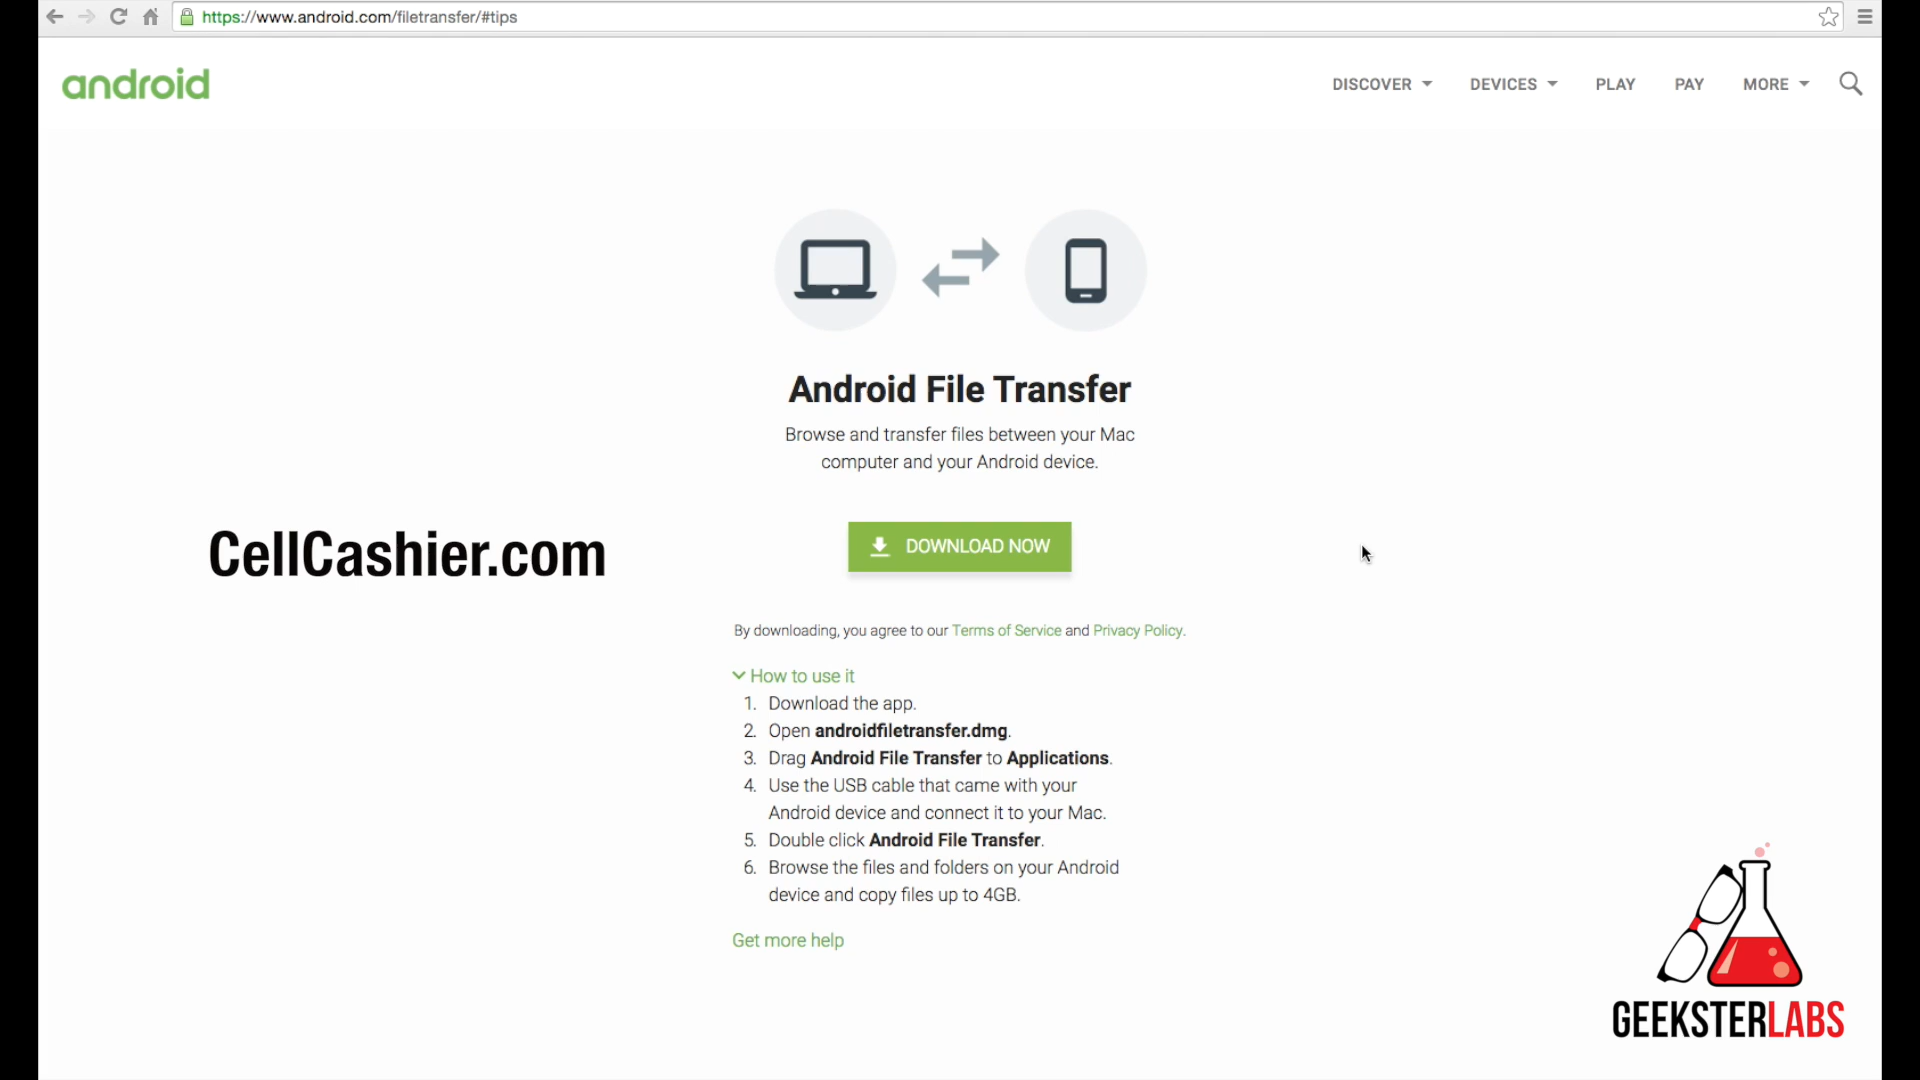 https://www.android.com/filetransfer/#tips
android
DISCOVER
DEVICES
PLAY
PAY
MORE
Android File Transfer
Browse and transfer files between your Mac
computer and your Android device.
CellCashier.com
DOWNLOAD NOW
By downloading, you agree to our Terms of Service and Privacy Policy.
How to use it
1. Download the app.
2. Open androidfiletransfer.dmg.
3. Drag Android File Transfer to Applications.
4. Use the USB cable that came with your
Android device and connect it to your Mac.
5. Double click Android File Transfer.
6. Browse the files and folders on your Android
device and copy files up to 4GB.
Get more help
GEEKSTERLABS